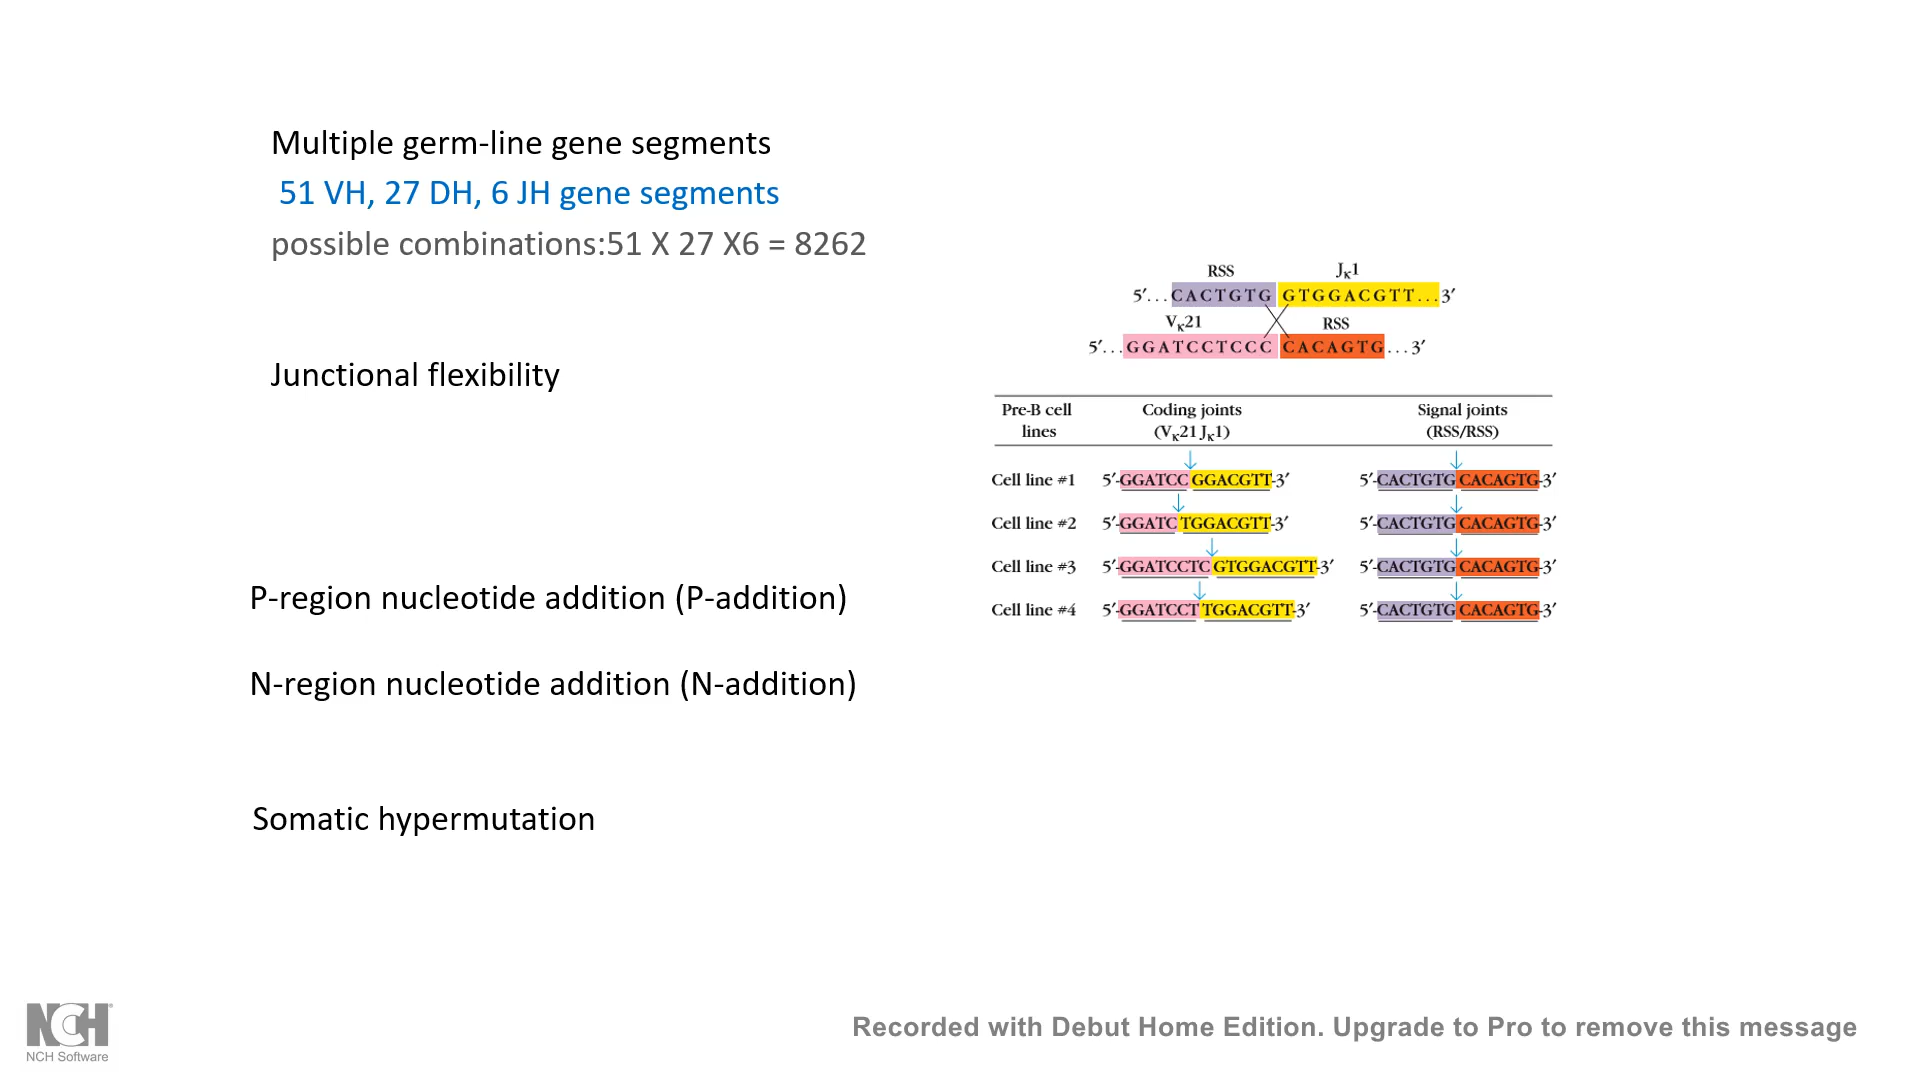 Multiple germ-line gene segments
51 VH, 27 DH, 6 JH gene segments
possible combinations:51 X 27 X6 = 8262
Junctional flexibility
P-region nucleotide addition (P-addition)
N-region nucleotide addition (N-addition)
Somatic hypermutation
RSS Jκ1
5′...CACTGTG GTGGACGTT...3′
Vκ21 RSS
5′...GGATCCTCCC CACAGTG...3′
Pre-B cell lines Coding joints (Vκ21 Jκ1) Signal joints (RSS/RSS)
Cell line #1 5′-GGATCC GGACGTT-3′ 5′-CACTGTG CACAGTG-3′
Cell line #2 5′-GGATC TGGACGTT-3′ 5′-CACTGTG CACAGTG-3′
Cell line #3 5′-GGATCCTC GTGGACGTT-3′ 5′-CACTGTG CACAGTG-3′
Cell line #4 5′-GGATCCT TGGACGTT-3′ 5′-CACTGTG CACAGTG-3′
NCH
NCH Software
Recorded with Debut Home Edition. Upgrade to Pro to remove this message